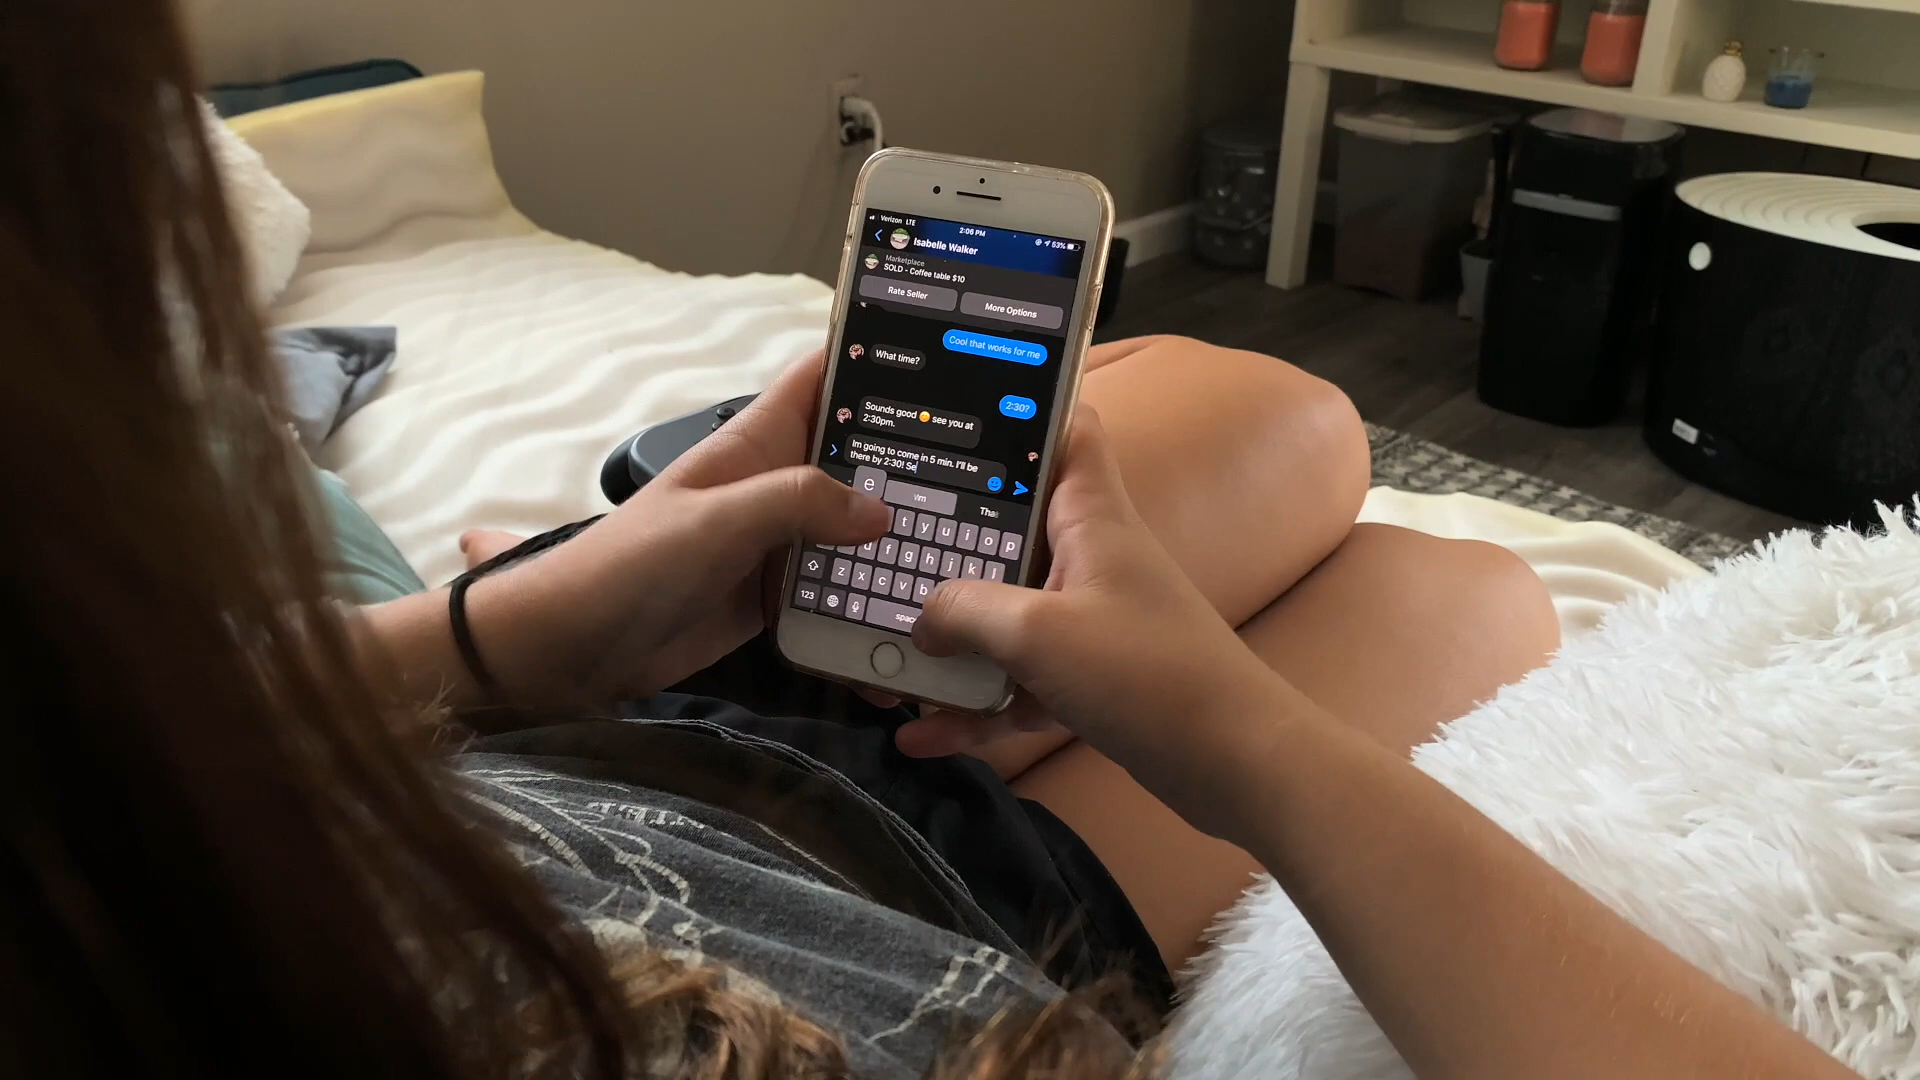 Verizon LTE
2:06 PM
53%
Isabelle Walker
Marketplace
SOLD - Coffee table $10
Rate Seller
More Options
Cool that works for me
What time?
2:30?
Sounds good 😊 see you at
2:30pm.
Im going to come in 5 min. I'll be
there by 2:30! Se
e
t y u i o p
d f g h j k l
z x c v b
123
space